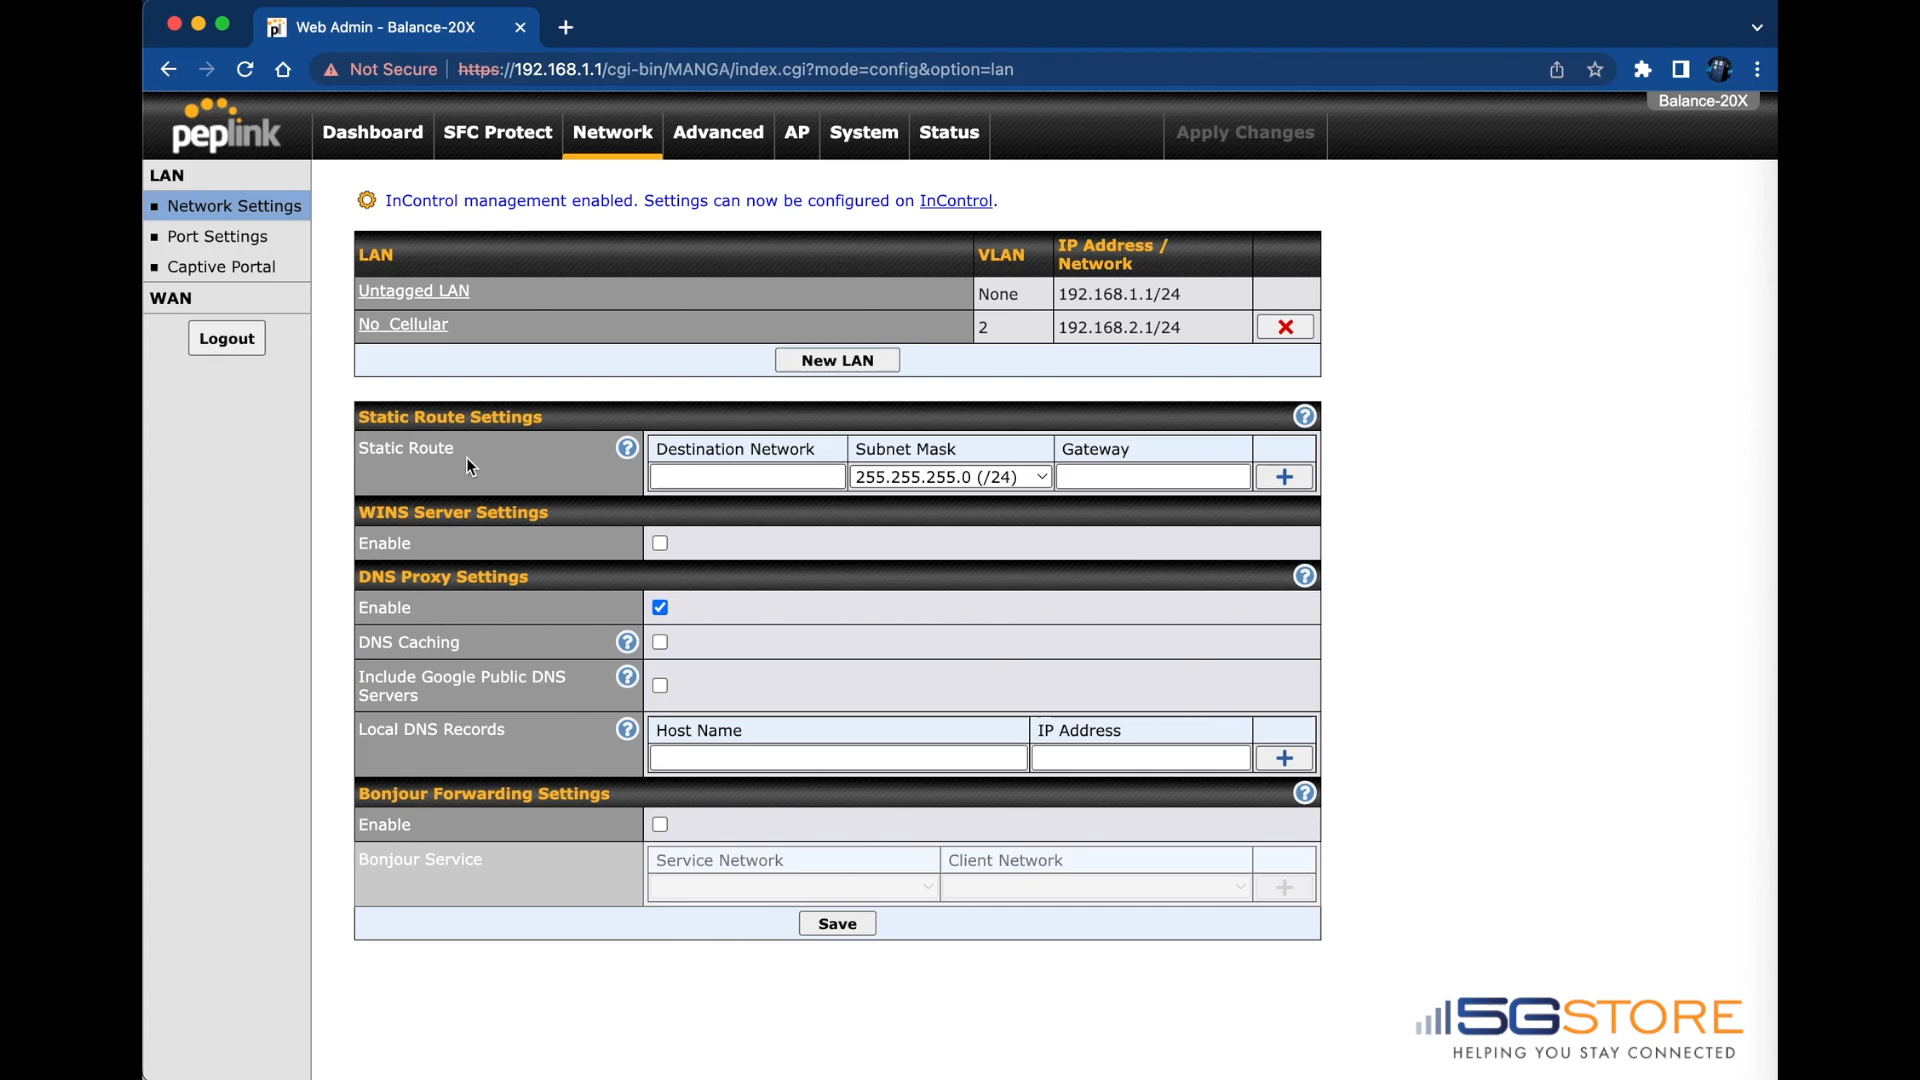 Web Admin - Balance-20X
Not Secure https://192.168.1.1/cgi-bin/MANGA/index.cgi?mode=config&option=lan
Balance-20X
peplink
Dashboard SFC Protect Network Advanced AP System Status Apply Changes
LAN
Network Settings
Port Settings
Captive Portal
WAN
Logout
InControl management enabled. Settings can now be configured on InControl.
LAN VLAN IP Address / Network
Untagged LAN None 192.168.1.1/24
No_Cellular 2 192.168.2.1/24
New LAN
Static Route Settings
Static Route Destination Network Subnet Mask Gateway
255.255.255.0 (/24)
WINS Server Settings
Enable
DNS Proxy Settings
Enable
DNS Caching
Include Google Public DNS
Servers
Local DNS Records Host Name IP Address
Bonjour Forwarding Settings
Enable
Bonjour Service Service Network Client Network
Save
5GSTORE
HELPING YOU STAY CONNECTED